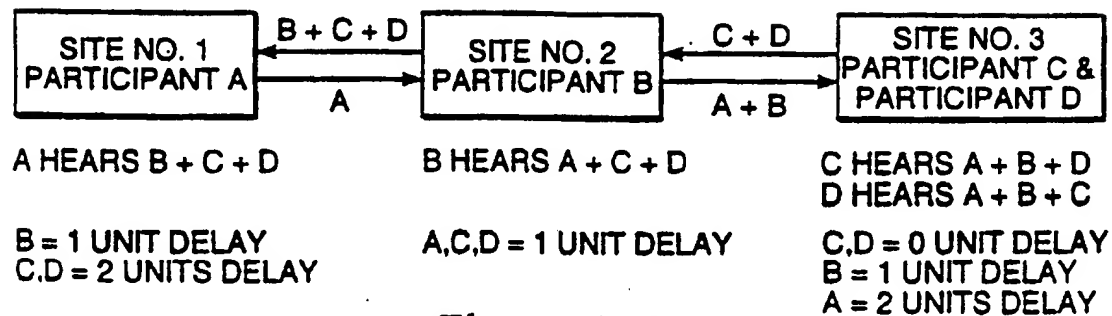 SITE NO. 1
PARTICIPANT A
B + C + D
A
SITE NO. 2
PARTICIPANT B
C + D
A + B
SITE NO. 3
PARTICIPANT C &
PARTICIPANT D
A HEARS B + C + D
B = 1 UNIT DELAY
C,D = 2 UNITS DELAY
B HEARS A + C + D
A,C,D = 1 UNIT DELAY
C HEARS A + B + D
D HEARS A + B + C
C,D = 0 UNIT DELAY
B = 1 UNIT DELAY
A = 2 UNITS DELAY